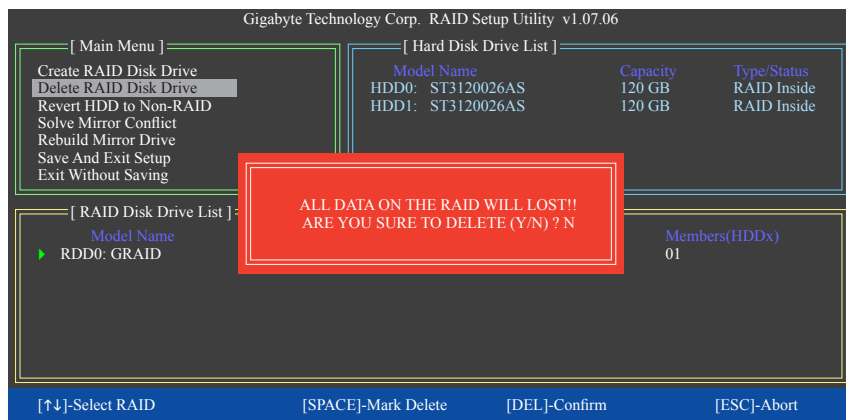 Gigabyte Technology Corp. RAID Setup Utility v1.07.06
[ Main Menu ]
Create RAID Disk Drive
Delete RAID Disk Drive
Revert HDD to Non-RAID
Solve Mirror Conflict
Rebuild Mirror Drive
Save And Exit Setup
Exit Without Saving
[ Hard Disk Drive List ]
Model Name Capacity Type/Status
HDD0: ST3120026AS 120 GB RAID Inside
HDD1: ST3120026AS 120 GB RAID Inside
ALL DATA ON THE RAID WILL LOST!!
ARE YOU SURE TO DELETE (Y/N) ? N
[ RAID Disk Drive List ]
Model Name Members(HDDx)
RDD0: GRAID 01
[↑↓]-Select RAID [SPACE]-Mark Delete [DEL]-Confirm [ESC]-Abort